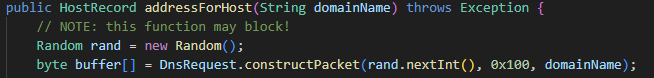 public HostRecord addressForHost(String domainName) throws Exception {
// NOTE: this function may block!
Random rand = new Random();
byte buffer[] = DnsRequest.constructPacket(rand.nextInt(), 0x100, domainName);